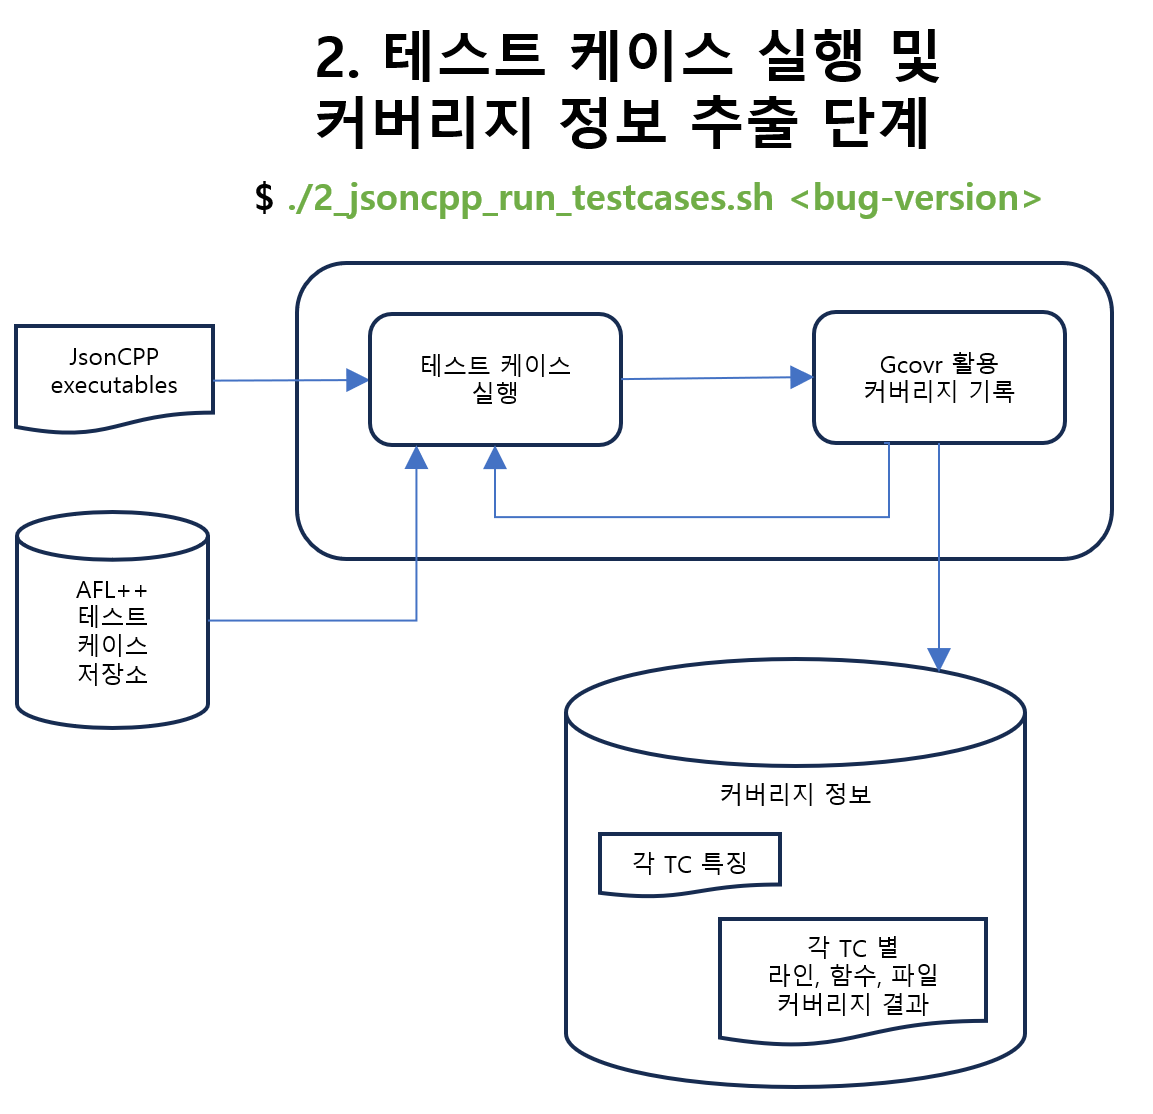 2. 테스트 케이스 실행 및
커버리지 정보 추출 단계
$ ./2_jsoncpp_run_testcases.sh <bug-version>
JsonCPP
executables
테스트 케이스
실행
Gcovr 활용
커버리지 기록
AFL++
테스트
케이스
저장소
커버리지 정보
각 TC 특징
각 TC 별
라인, 함수, 파일
커버리지 결과